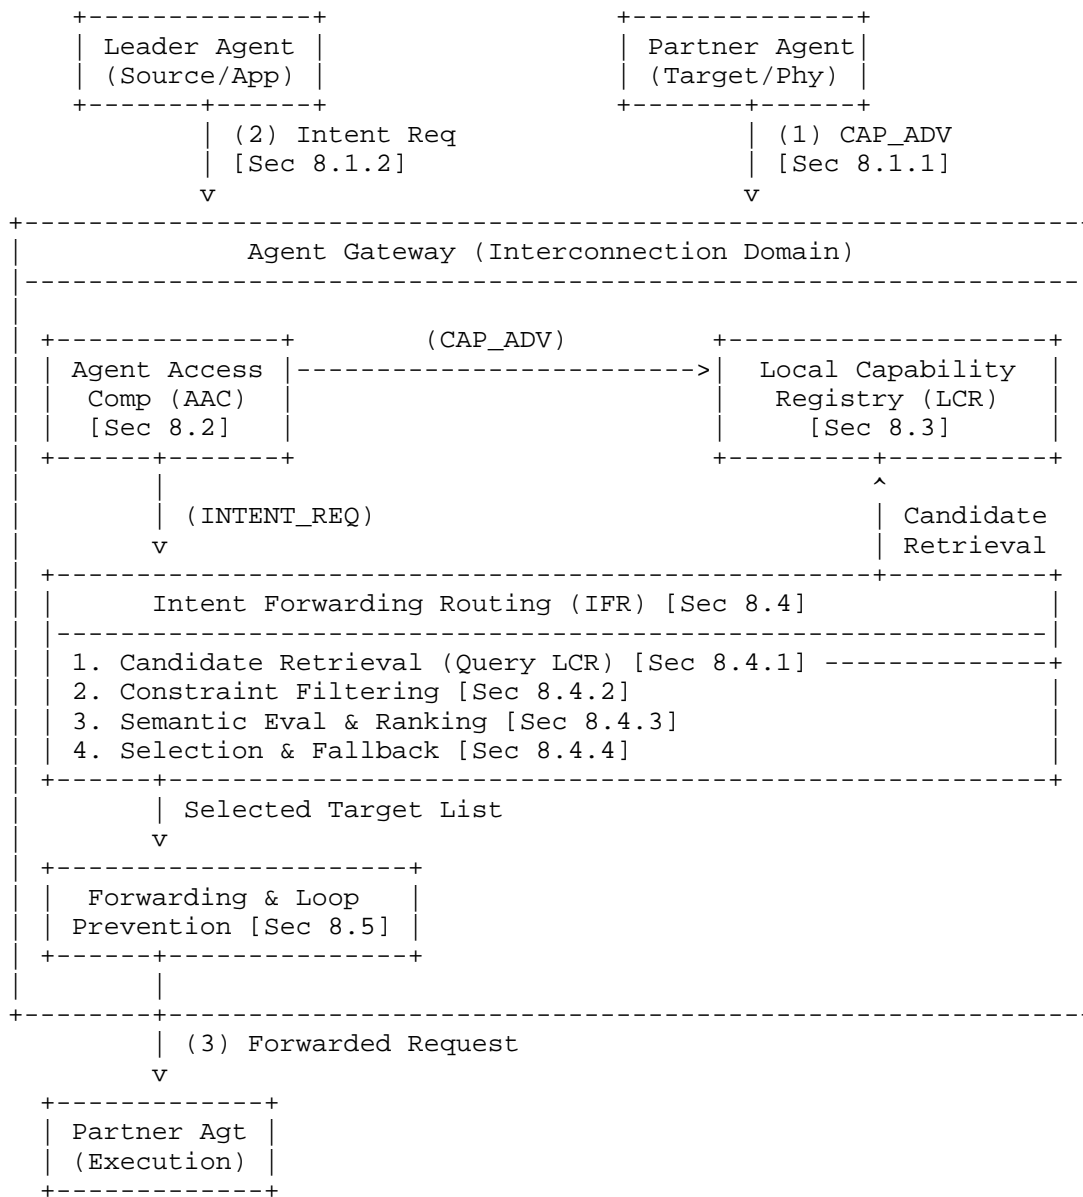 Leader Agent    Partner Agent
(Source/App)    (Target/Phy)
(2) Intent Req    (1) CAP_ADV
[Sec 8.1.2]    [Sec 8.1.1]
v    v
Agent Gateway (Interconnection Domain)
(CAP_ADV)
Agent Access    Local Capability
Comp (AAC)    Registry (LCR)
[Sec 8.2]    [Sec 8.3]
(INTENT_REQ)    Candidate
v    Retrieval
Intent Forwarding Routing (IFR) [Sec 8.4]
1. Candidate Retrieval (Query LCR) [Sec 8.4.1]
2. Constraint Filtering [Sec 8.4.2]
3. Semantic Eval & Ranking [Sec 8.4.3]
4. Selection & Fallback [Sec 8.4.4]
Selected Target List
v
Forwarding & Loop
Prevention [Sec 8.5]
(3) Forwarded Request
v
Partner Agt
(Execution)